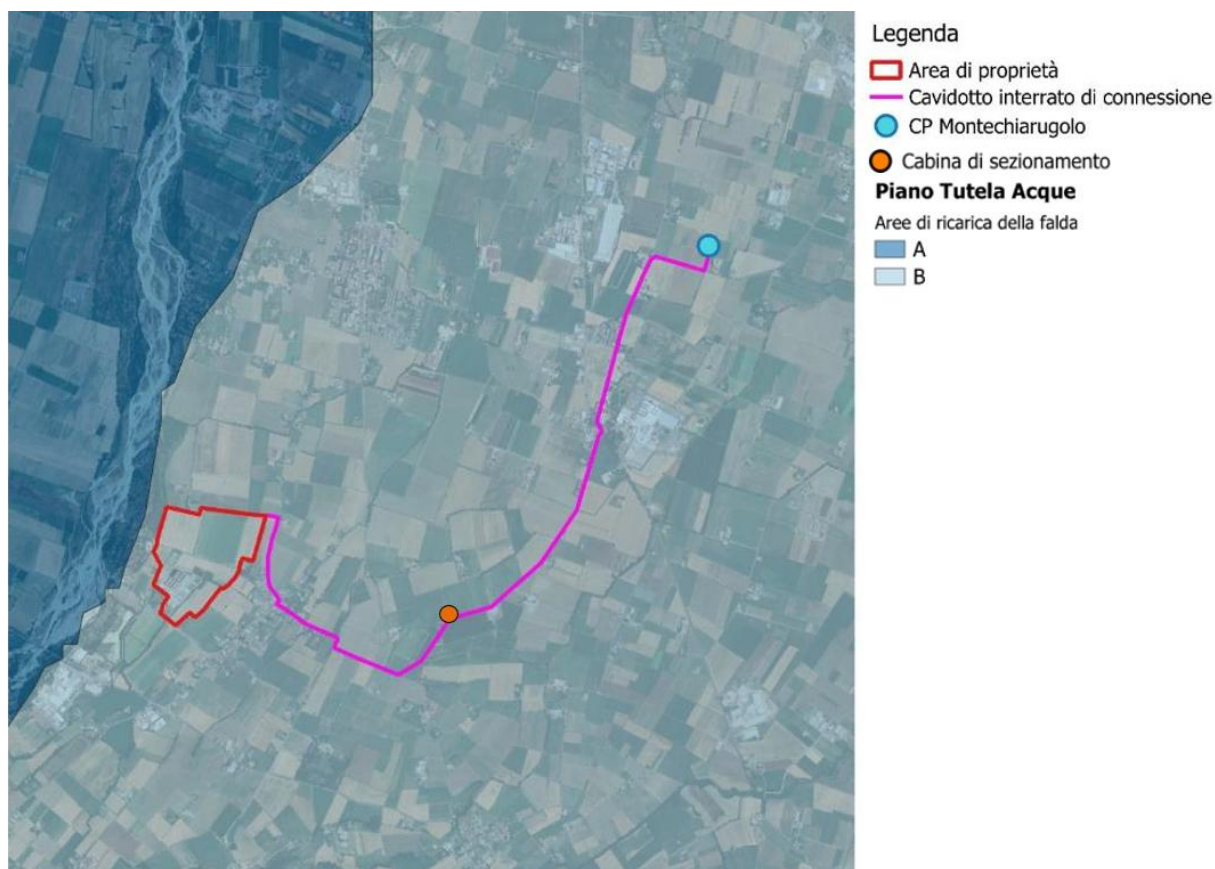 Legenda
Area di proprietà
Cavidotto interrato di connessione
CP Montechiarugolo
Cabina di sezionamento
Piano Tutela Acque
Aree di ricarica della falda
A
B